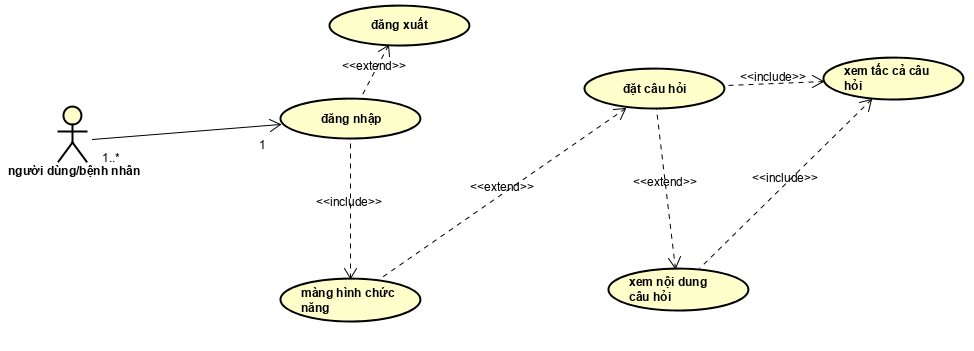 đăng xuất
<<extend>>
đăng nhập
1
1..*
người dùng/bệnh nhân
<<include>>
màng hình chức
năng
<<extend>>
đặt câu hỏi
<<include>>
xem tấc cả câu
hỏi
<<extend>>
<<include>>
xem nội dung
câu hỏi